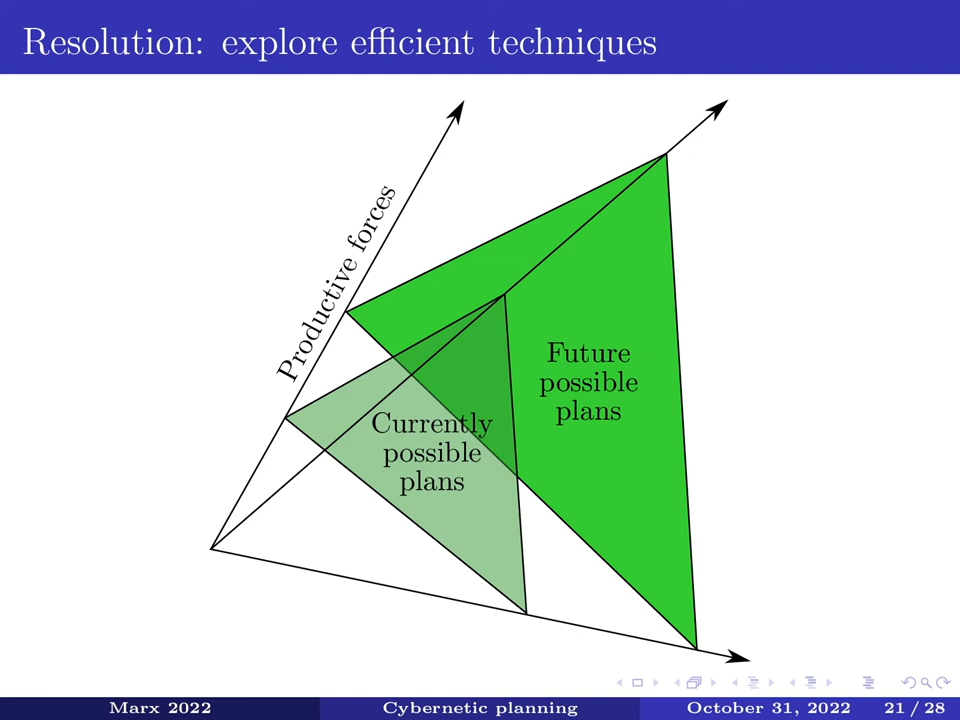 Resolution: explore efficient techniques
Productive forces
Future
possible
plans
Currently
possible
plans
Marx 2022
Cybernetic planning
October 31, 2022
21 / 28